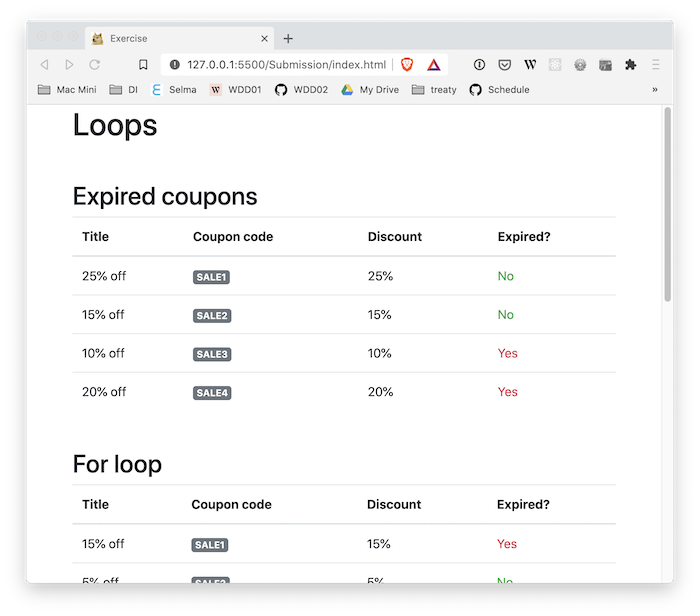 Exercise
127.0.0.1:5500/Submission/index.html
Mac Mini DI Selma WDD01 WDD02 My Drive treaty Schedule »
Loops
Expired coupons
Title Coupon code Discount Expired?
25% off SALE1 25% No
15% off SALE2 15% No
10% off SALE3 10% Yes
20% off SALE4 20% Yes
For loop
Title Coupon code Discount Expired?
15% off SALE1 15% Yes
5% off SALE2 5% No